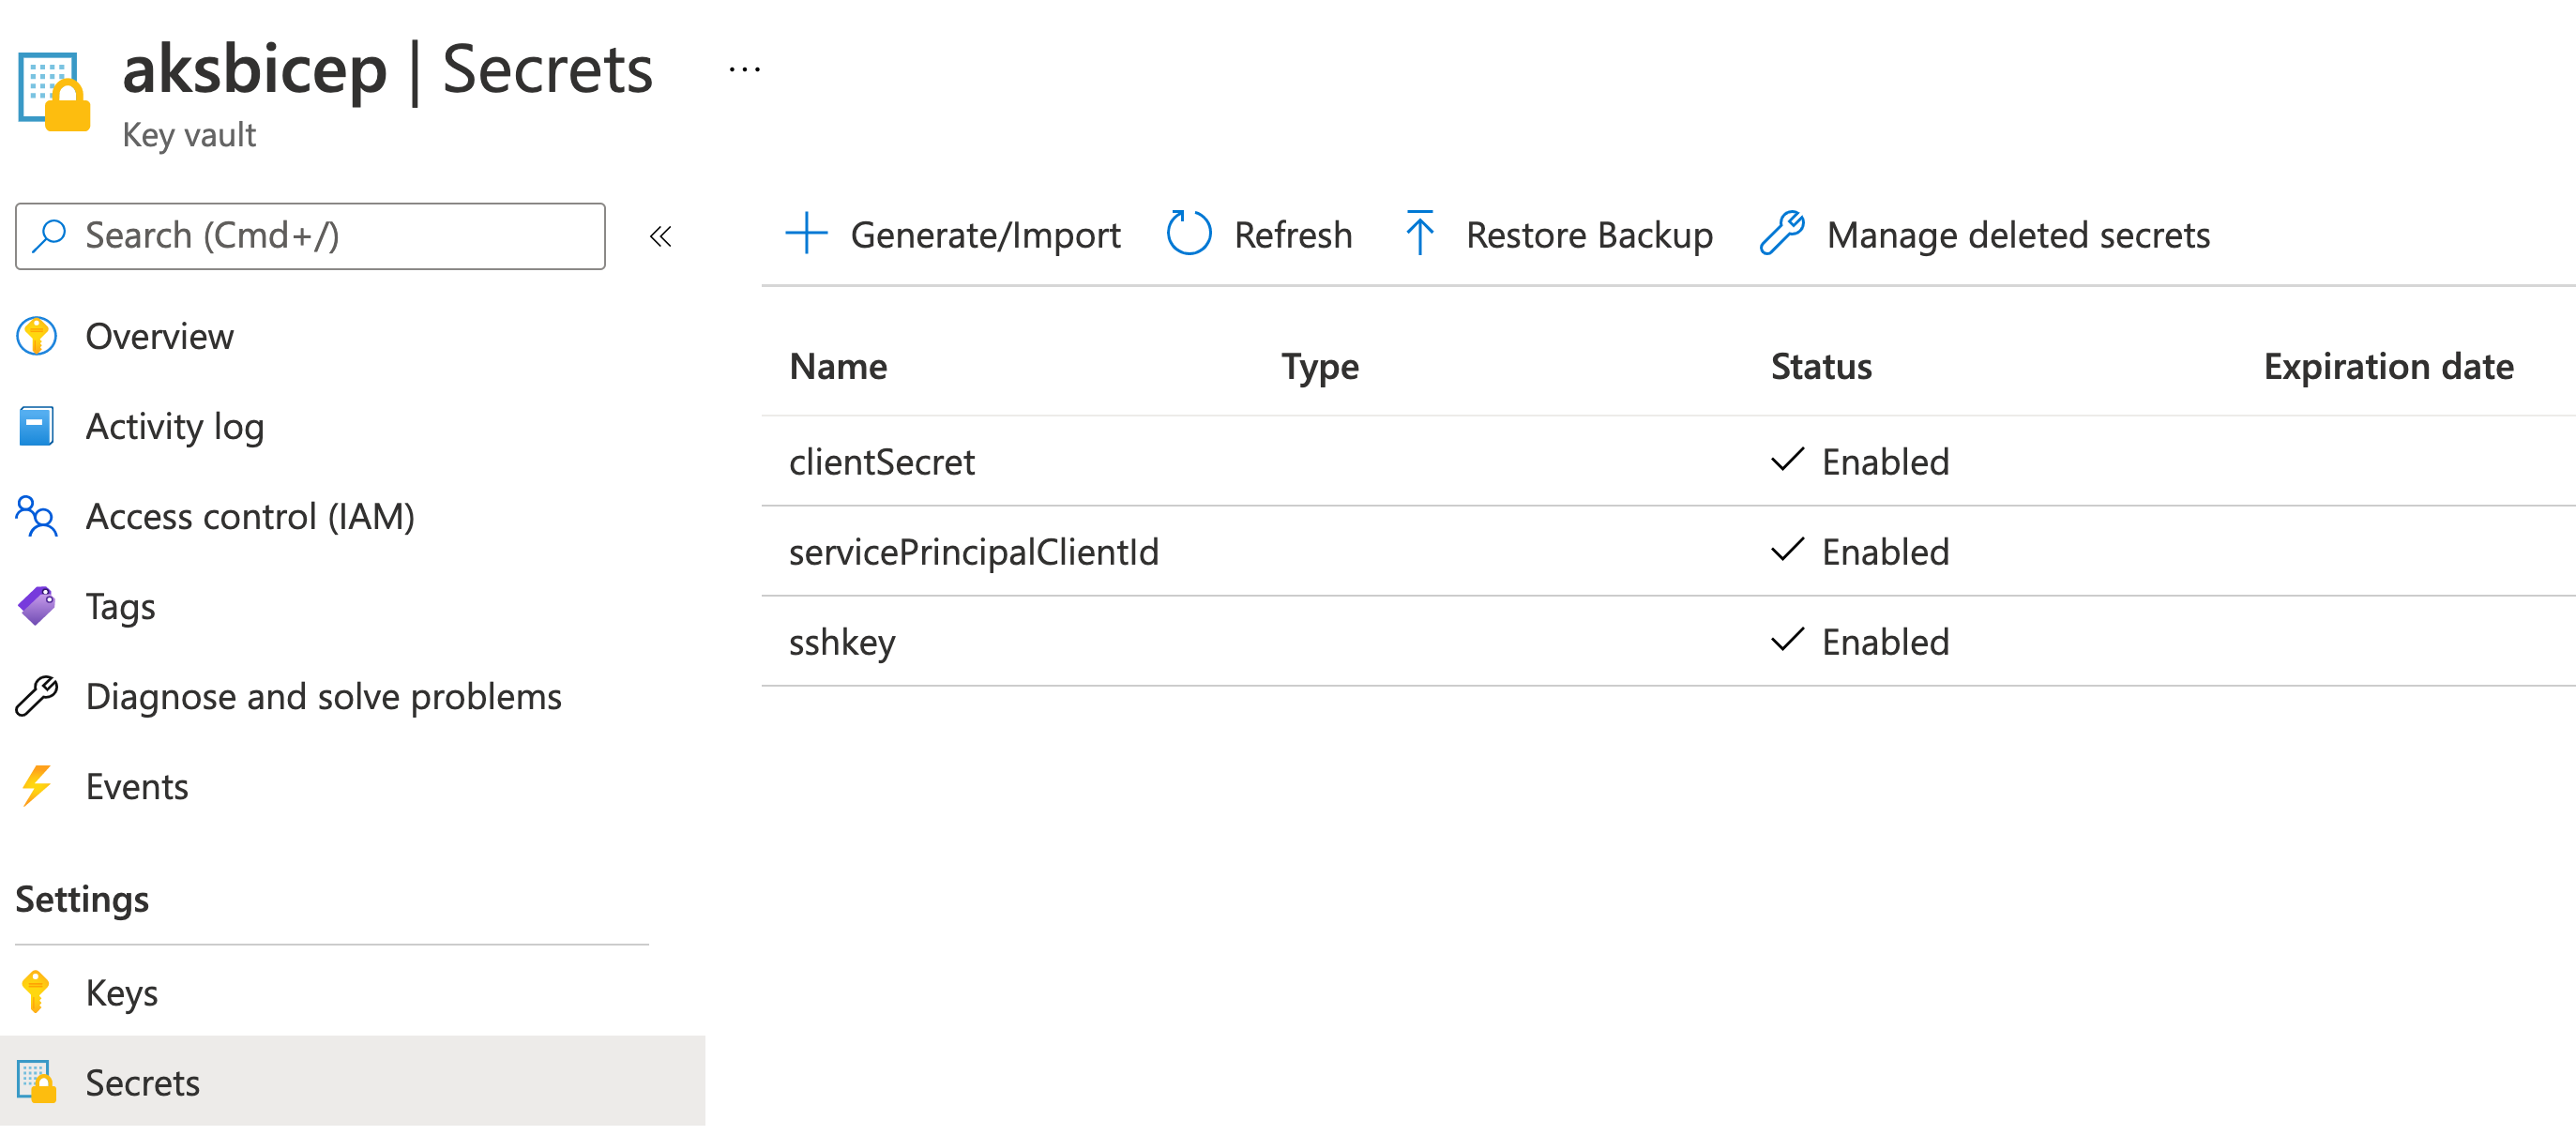 aksbicep | Secrets ...
Key vault
Search (Cmd+/) «
Overview
Activity log
Access control (IAM)
Tags
Diagnose and solve problems
Events
Settings
Keys
Secrets
Generate/Import Refresh Restore Backup Manage deleted secrets
Name Type Status Expiration date
clientSecret Enabled
servicePrincipalClientId Enabled
sshkey Enabled